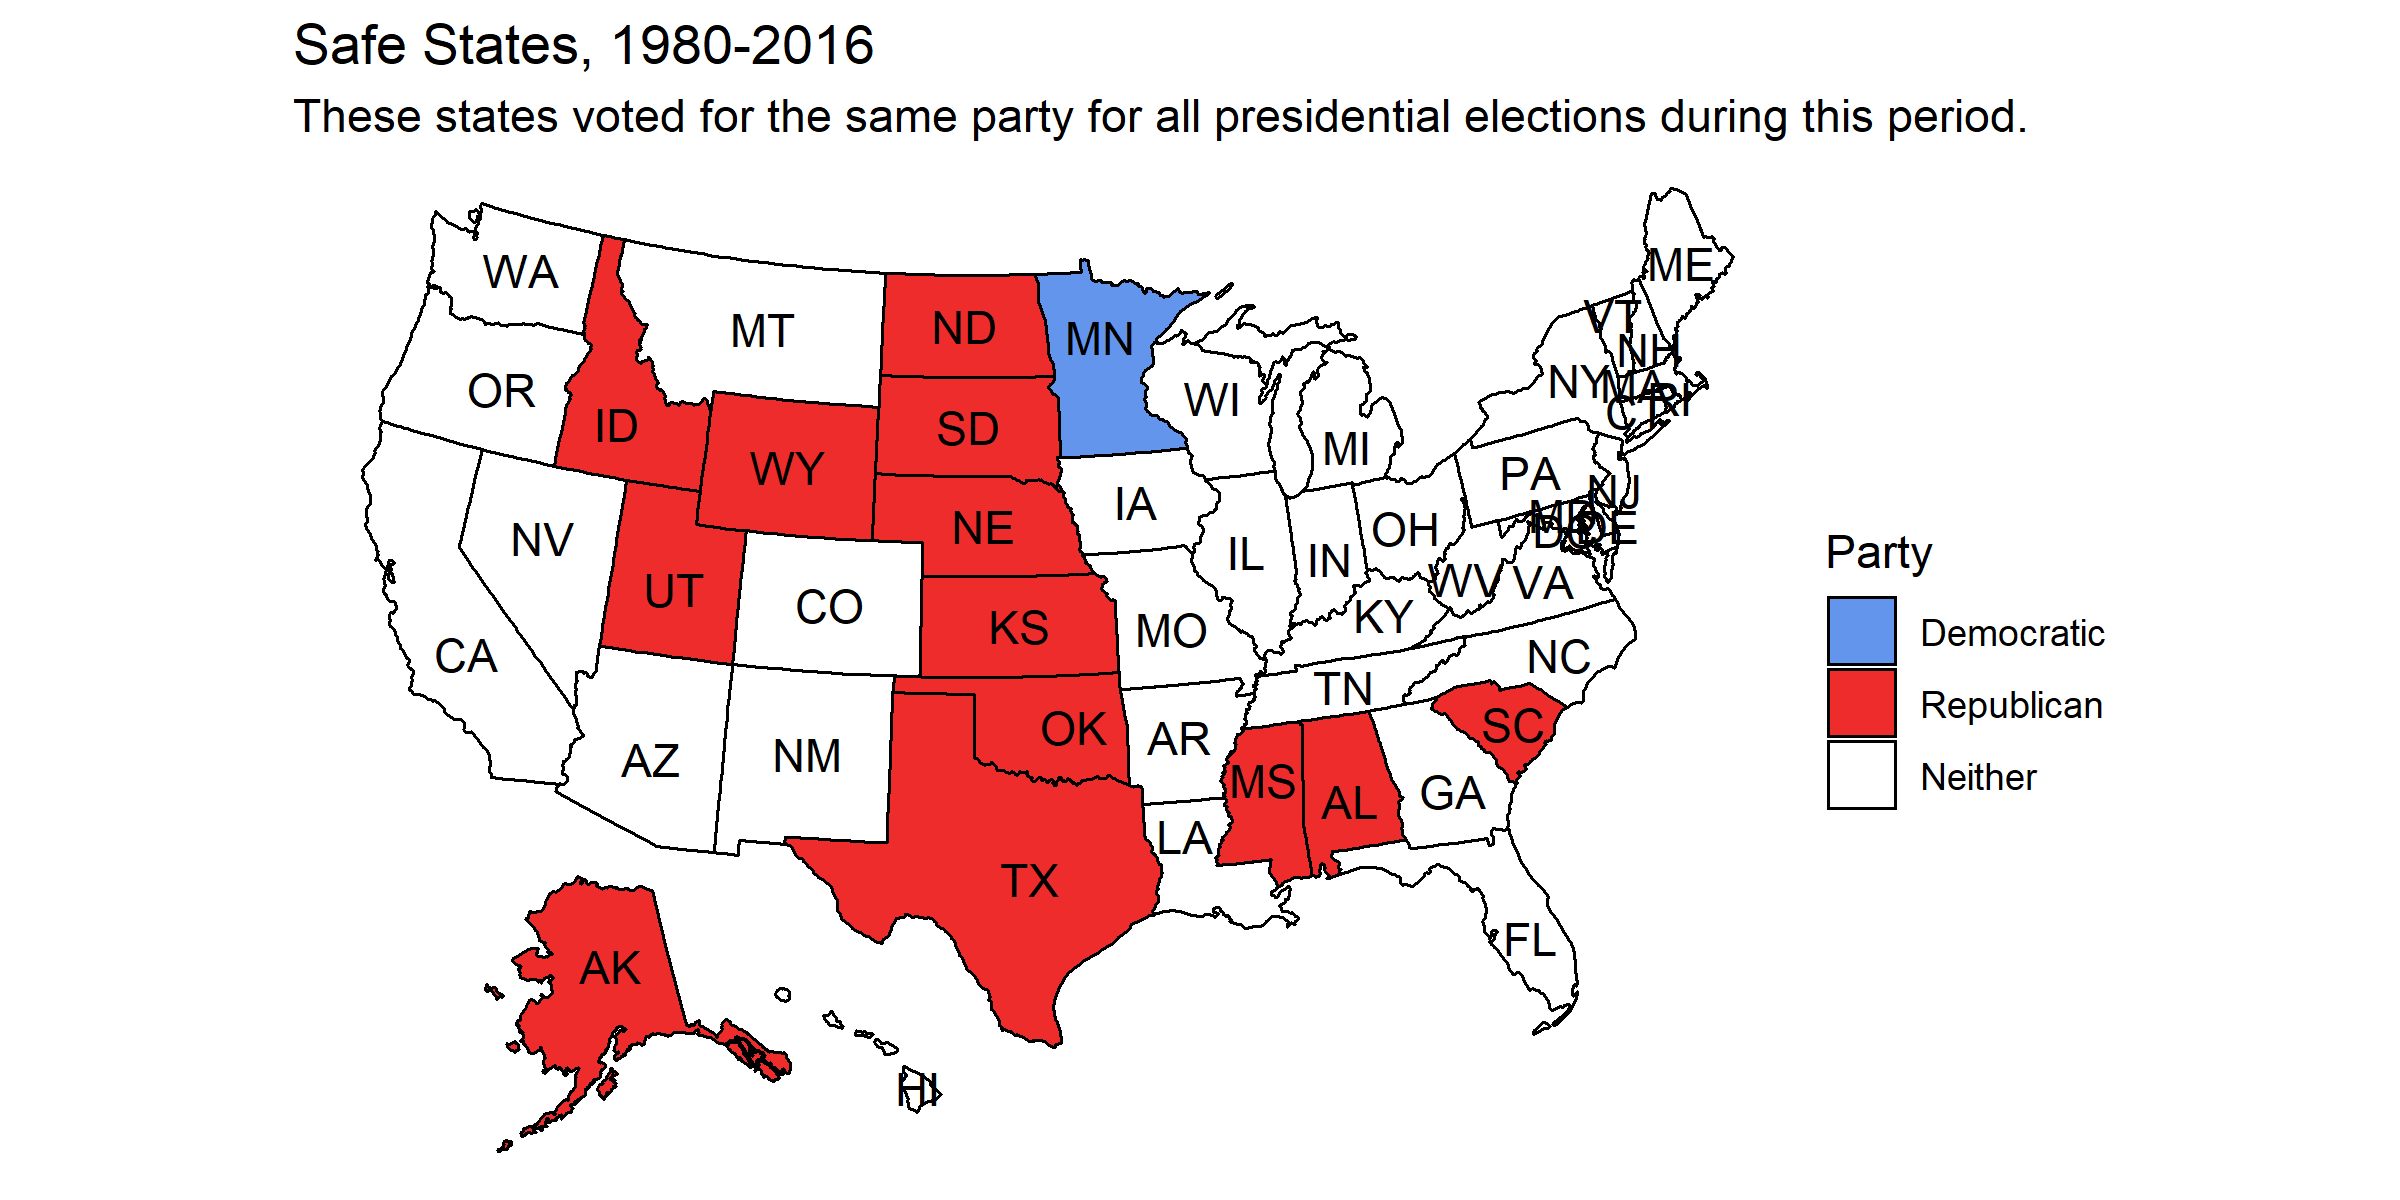 Safe States, 1980-2016
These states voted for the same party for all presidential elections during this period.
ME
WA
VT
MT
ND
MN
NH
OR
WI
NY
MA
RI
CT
ID
SD
MI
WY
PA
NJ
IA
NE
OH
MD
DE
DC
NV
IL
IN
WV
VA
UT
CO
KS
MO
KY
CA
NC
TN
OK
AR
SC
AZ
NM
MS
AL
GA
LA
TX
FL
AK
HI
Party
Democratic
Republican
Neither